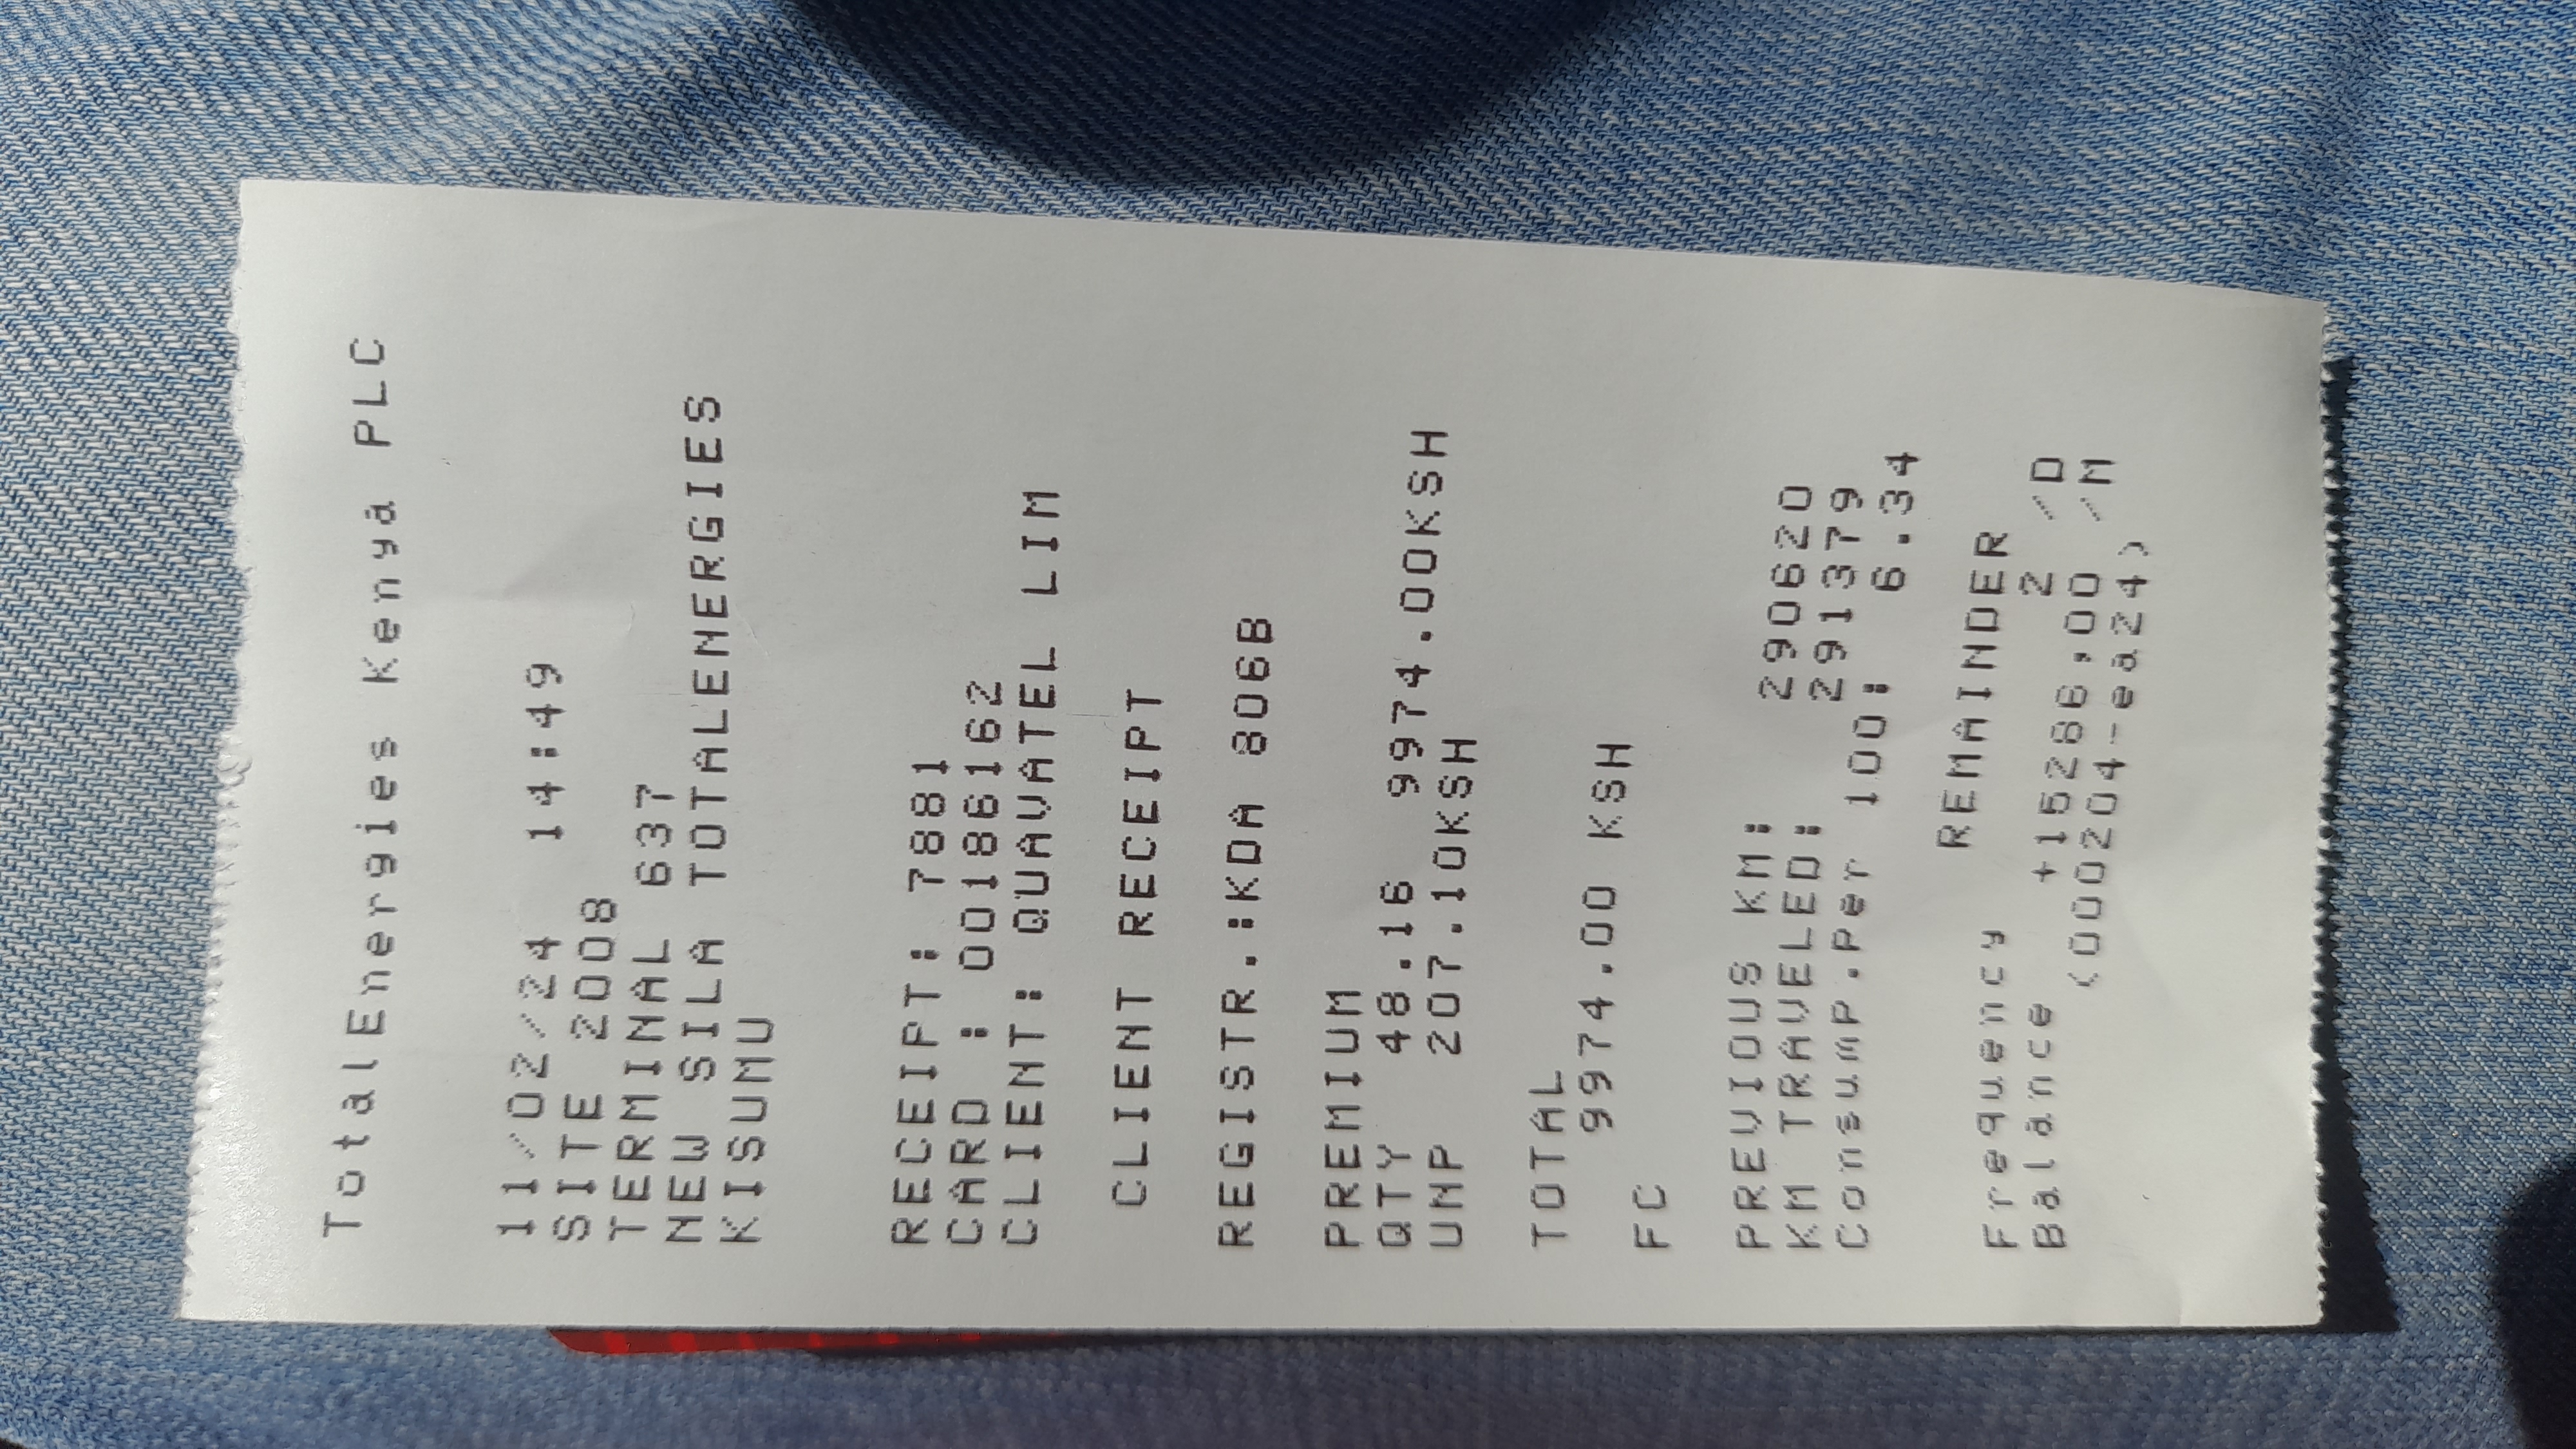 TotalEnergies Kenya PLC
11/02/24 14:49
SITE 2008
TERMINAL 637
NEW SILA TOTALENERGIES
KISUMU
RECEIPT: 7881
CARD : 00186162
CLIENT: QUAVATEL LIM
CLIENT RECEIPT
REGISTR.:KDA 806B
PREMIUM
QTY 48.16 9974.00KSH
UNP 207.10KSH
TOTAL
9974.00 KSH
FC
PREVIOUS KM: 290620
KM TRAVELED: 291379
Consump.Per 100: 6.34
REMAINDER
Frequency 2 /D
Balance +15286,00 /M
(000204-ea24)